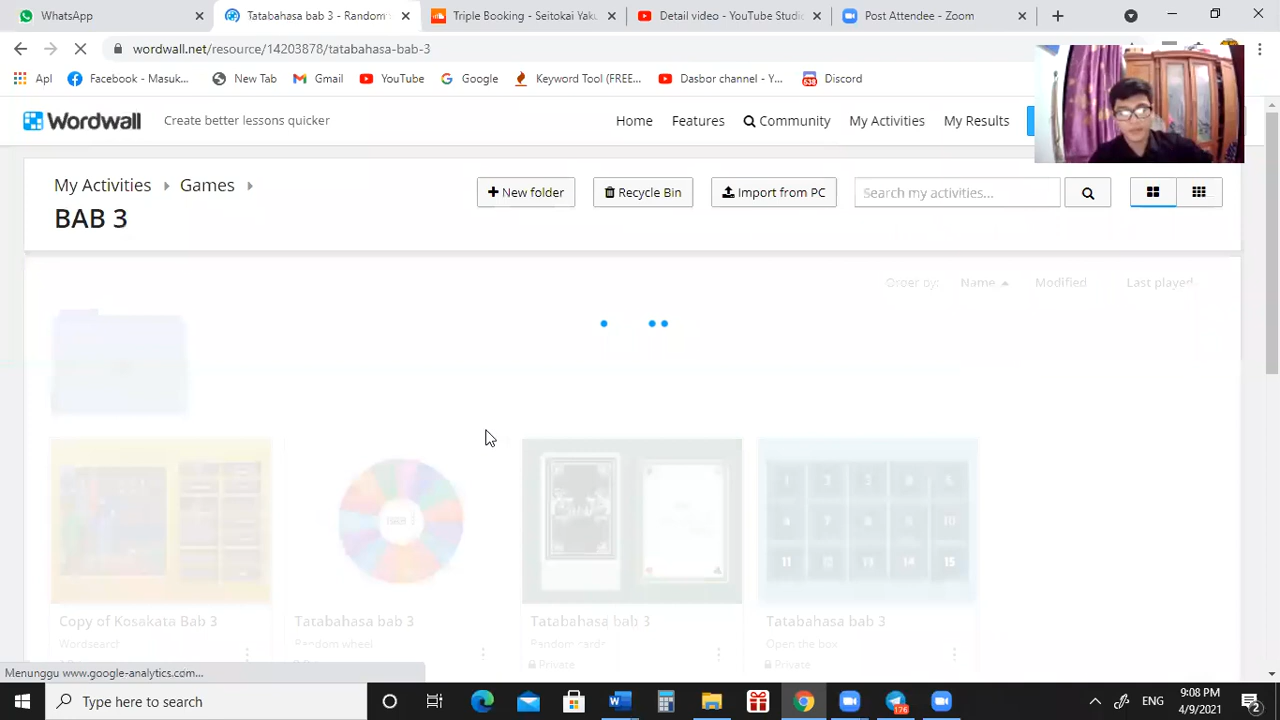 WhatsApp
Tatabahasa bab 3 - Random
Triple Booking - Seitokai Yaku
Detail video - YouTube Studio
Post Attendee - Zoom
wordwall.net/resource/14203878/tatabahasa-bab-3
Apl
Facebook - Masuk...
New Tab
Gmail
YouTube
Google
Keyword Tool (FREE...
Dasbor channel - Y...
538
Discord
Wordwall
Create better lessons quicker
Home
Features
Community
My Activities
My Results
My Activities
Games
BAB 3
New folder
Recycle Bin
Import from PC
Search my activities...
Order by:
Name
Modified
Last played
Copy of Kosakata Bab 3
Wordsearch
Tatabahasa bab 3
Random wheel
Tatabahasa bab 3
Random cards
Private
Tatabahasa bab 3
Open the box
Private
Menunggu www.google-analytics.com...
Type here to search
176
ENG
9:08 PM
4/9/2021
2